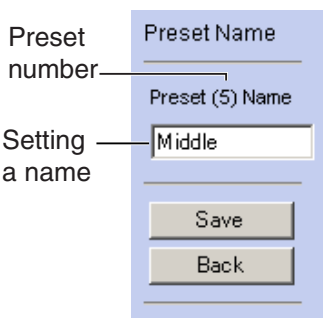 Preset
number
Preset Name
Preset (5) Name
Setting
a name
Middle
Save
Back